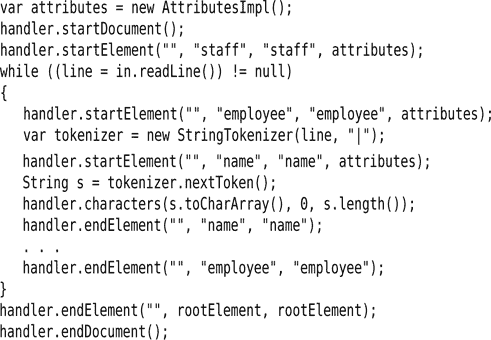 var attributes = new AttributesImpl();
handler.startDocument();
handler.startElement("", "staff", "staff", attributes);
while ((line = in.readLine()) != null)
{
   handler.startElement("", "employee", "employee", attributes);
   var tokenizer = new StringTokenizer(line, "|");
   handler.startElement("", "name", "name", attributes);
   String s = tokenizer.nextToken();
   handler.characters(s.toCharArray(), 0, s.length());
   handler.endElement("", "name", "name");
   . . .
   handler.endElement("", "employee", "employee");
}
handler.endElement("", rootElement, rootElement);
handler.endDocument();